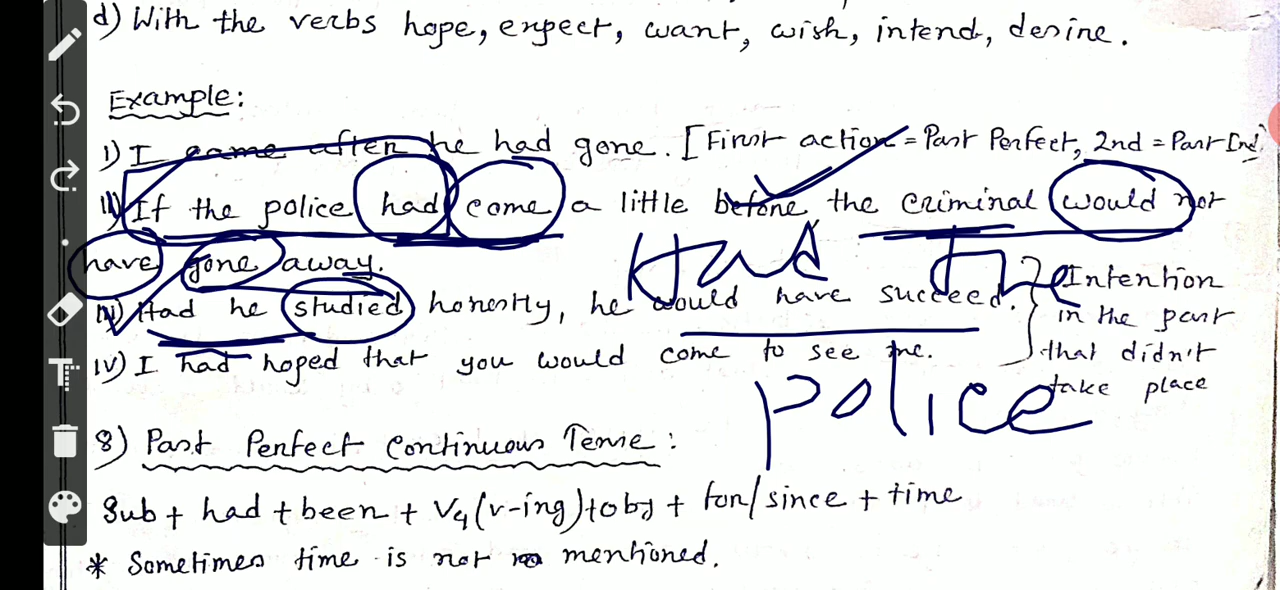 d) With the verbs hope, expect, want, wish, intend, desire.
Example:
i) I came after he had gone. [First action = Past Perfect, 2nd = Past Ind.]
ii) If the police had come a little before the criminal would not
have gone away.
iii) Had he studied honestly, he would have succeed.
iv) I had hoped that you would come to see me.
Intention
in the past
that didn't
take place
Had the
police
8) Past Perfect Continuous Tense :
Sub + had + been + V4 (v-ing) + obj + for/since + time
* Sometimes time is not mentioned.